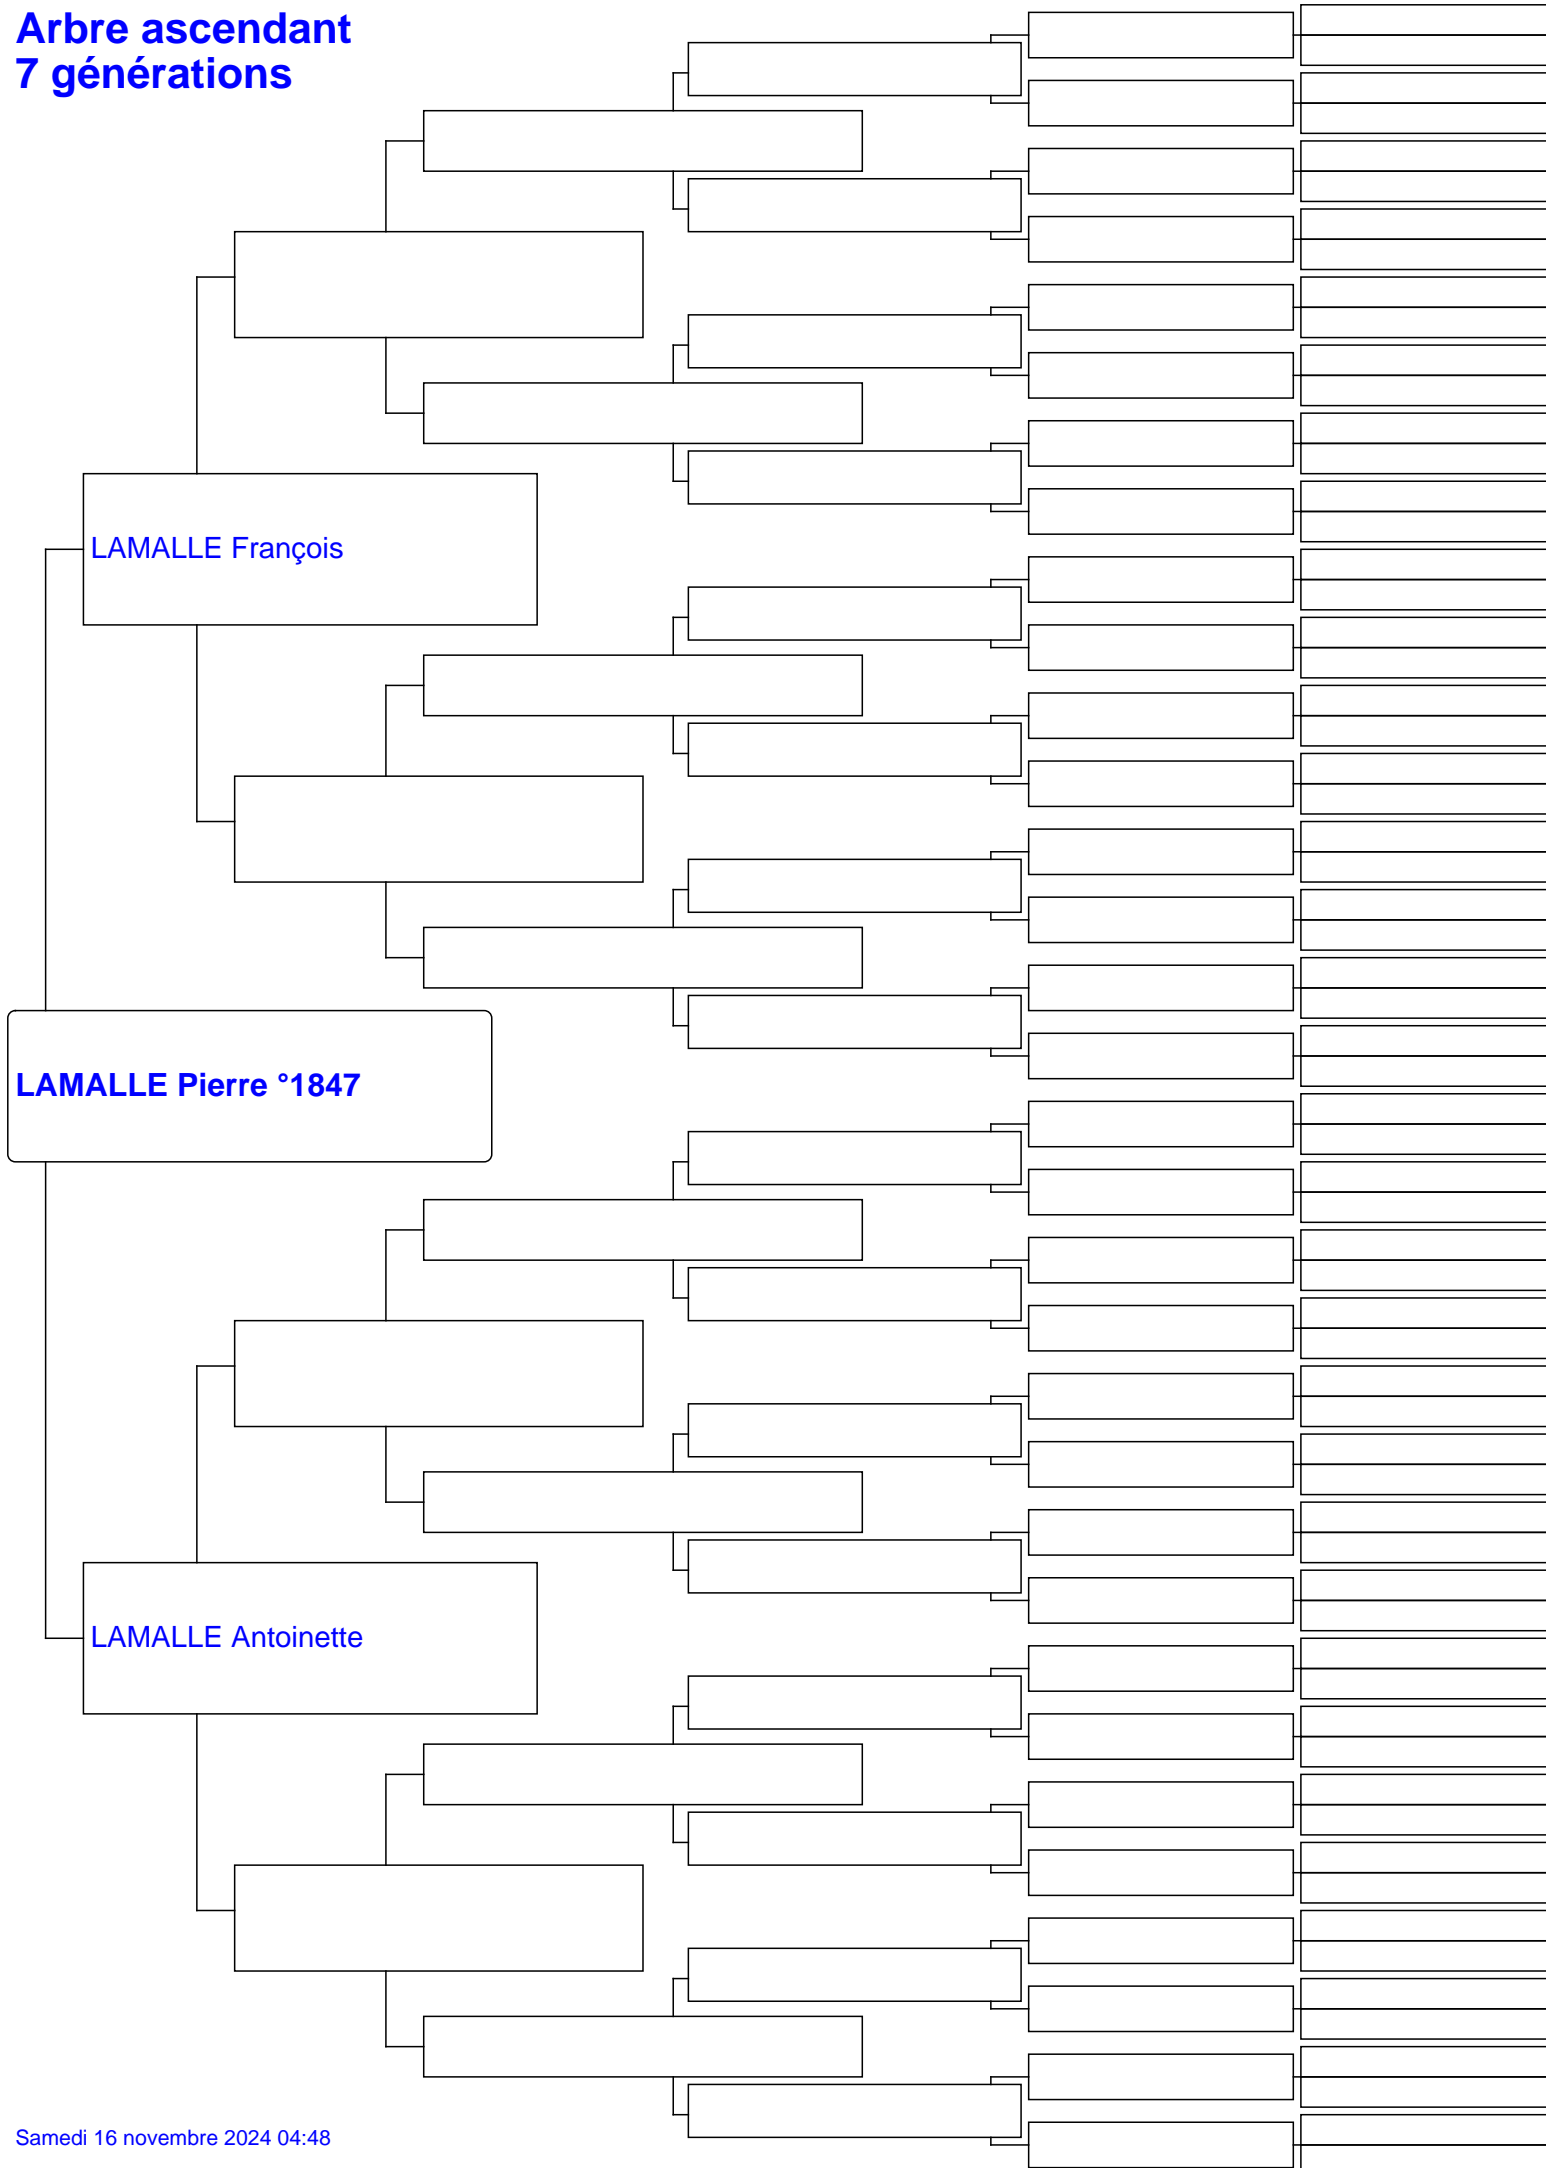 Arbre ascendant
7 générations
LAMALLE François
LAMALLE Pierre °1847
LAMALLE Antoinette
Samedi 16 novembre 2024 04:48